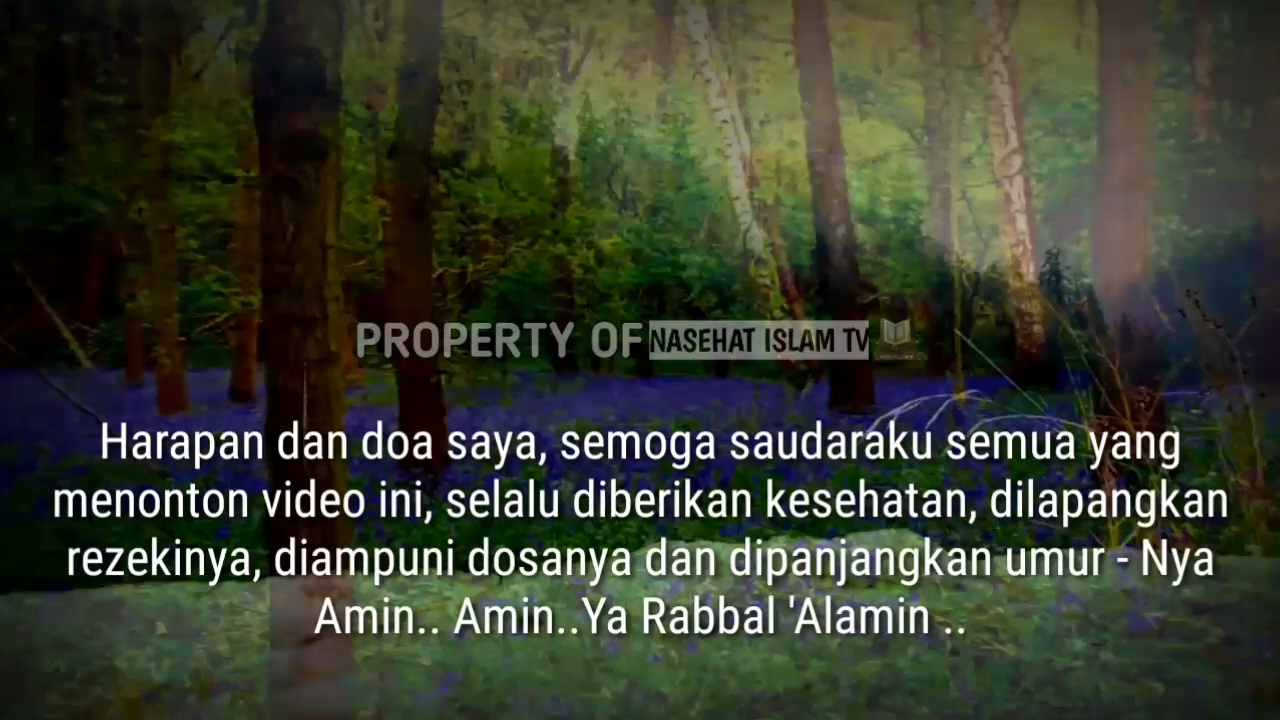 PROPERTY OF NASEHAT ISLAM TV
Harapan dan doa saya, semoga saudaraku semua yang
menonton video ini, selalu diberikan kesehatan, dilapangkan
rezekinya, diampuni dosanya dan dipanjangkan umur - Nya
Amin.. Amin..Ya Rabbal 'Alamin ..